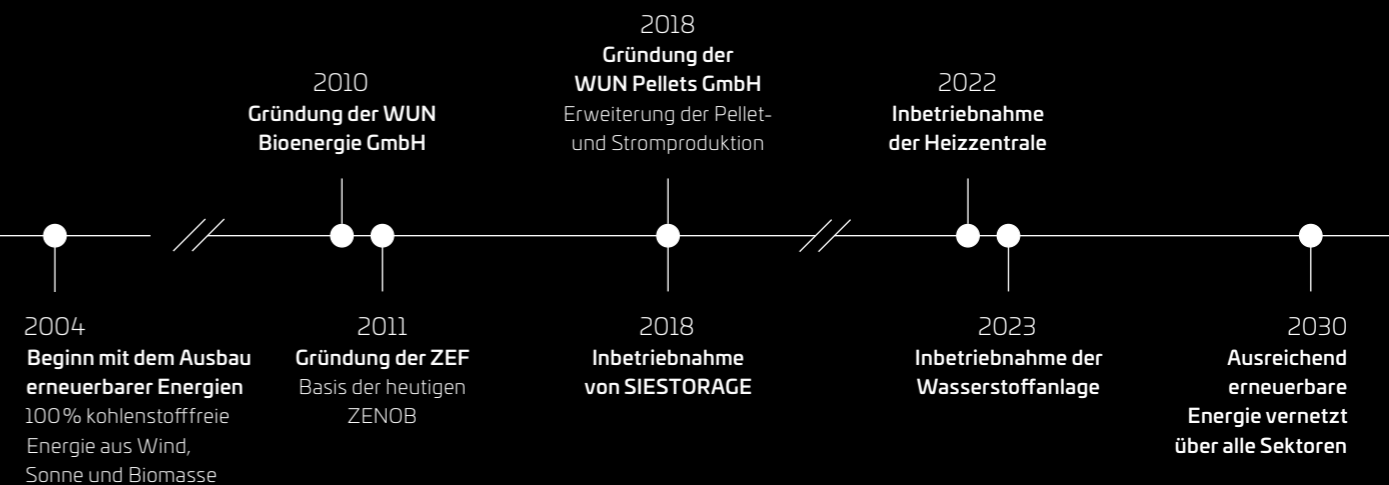 2004
Beginn mit dem Ausbau
erneuerbarer Energien
100% kohlenstofffreie
Energie aus Wind,
Sonne und Biomasse
2010
Gründung der WUN
Bioenergie GmbH
2011
Gründung der ZEF
Basis der heutigen
ZENOB
2018
Gründung der
WUN Pellets GmbH
Erweiterung der Pellet-
und Stromproduktion
2018
Inbetriebnahme
von SIESTORAGE
2022
Inbetriebnahme
der Heizzentrale
2023
Inbetriebnahme der
Wasserstoffanlage
2030
Ausreichend
erneuerbare
Energie vernetzt
über alle Sektoren